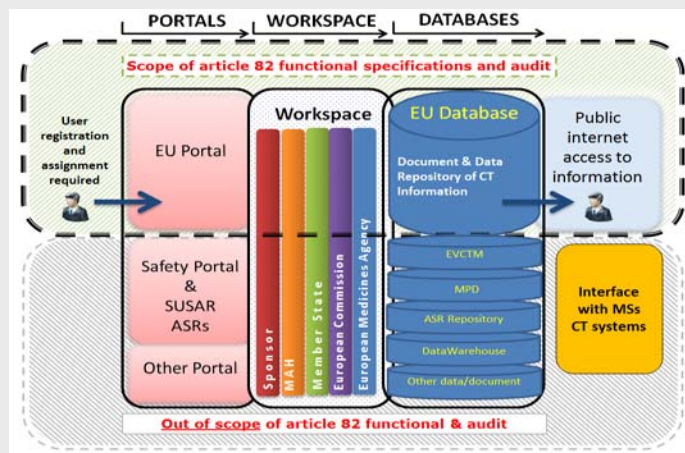 PORTALS
WORKSPACE
DATABASES
Scope of article 82 functional specifications and audit
User
registration
and
assignment
required
EU Portal
Workspace
EU Database
Document & Data
Repository of CT
Information
Public
internet
access to
information
Safety Portal
&
SUSAR
ASRs
Other Portal
Sponsor
MAH
Member State
European Commission
European Medicines Agency
EVCTM
MPD
ASR Repository
DataWarehouse
Other data/document
Interface
with MSs
CT systems
Out of scope of article 82 functional & audit